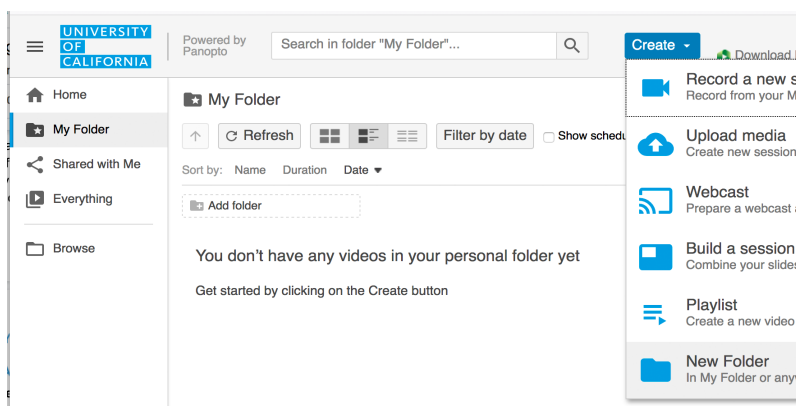 UNIVERSITY
OF
CALIFORNIA
Powered by
Panopto
Search in folder "My Folder"...
Create
Download
Home
My Folder
Shared with Me
Everything
Browse
My Folder
Refresh
Filter by date
Show schedu
Sort by: Name Duration Date
Add folder
You don't have any videos in your personal folder yet
Get started by clicking on the Create button
Record a new s
Record from your M
Upload media
Create new session
Webcast
Prepare a webcast a
Build a session
Combine your slides
Playlist
Create a new video
New Folder
In My Folder or anyw